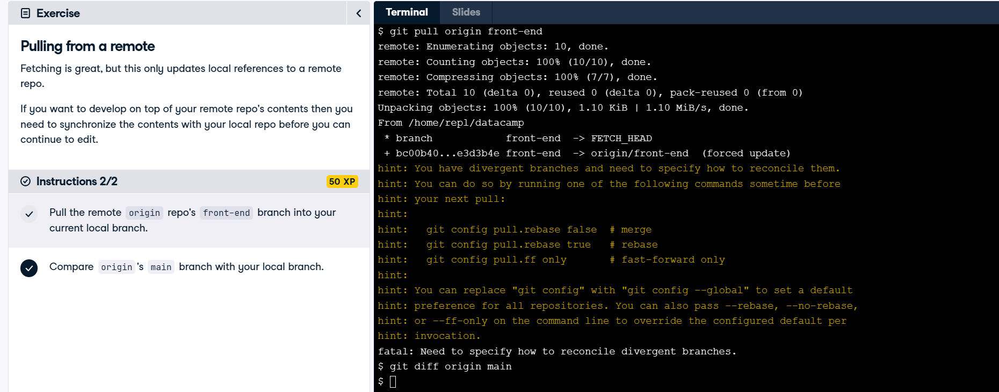 Exercise
Pulling from a remote
Fetching is great, but this only updates local references to a remote
repo.
If you want to develop on top of your remote repo's contents then you
need to synchronize the contents with your local repo before you can
continue to edit.
Instructions 2/2
50 XP
Pull the remote origin repo's front-end branch into your
current local branch.
Compare origin 's main branch with your local branch.
Terminal
Slides
$ git pull origin front-end
remote: Enumerating objects: 10, done.
remote: Counting objects: 100% (10/10), done.
remote: Compressing objects: 100% (7/7), done.
remote: Total 10 (delta 0), reused 0 (delta 0), pack-reused 0 (from 0)
Unpacking objects: 100% (10/10), 1.10 KiB | 1.10 MiB/s, done.
From /home/repl/datacamp
 * branch            front-end  -> FETCH_HEAD
 + bc00b40...e3d3b4e front-end  -> origin/front-end  (forced update)
hint: You have divergent branches and need to specify how to reconcile them.
hint: You can do so by running one of the following commands sometime before
hint: your next pull:
hint:
hint:   git config pull.rebase false  # merge
hint:   git config pull.rebase true   # rebase
hint:   git config pull.ff only       # fast-forward only
hint:
hint: You can replace "git config" with "git config --global" to set a default
hint: preference for all repositories. You can also pass --rebase, --no-rebase,
hint: or --ff-only on the command line to override the configured default per
hint: invocation.
fatal: Need to specify how to reconcile divergent branches.
$ git diff origin main
$